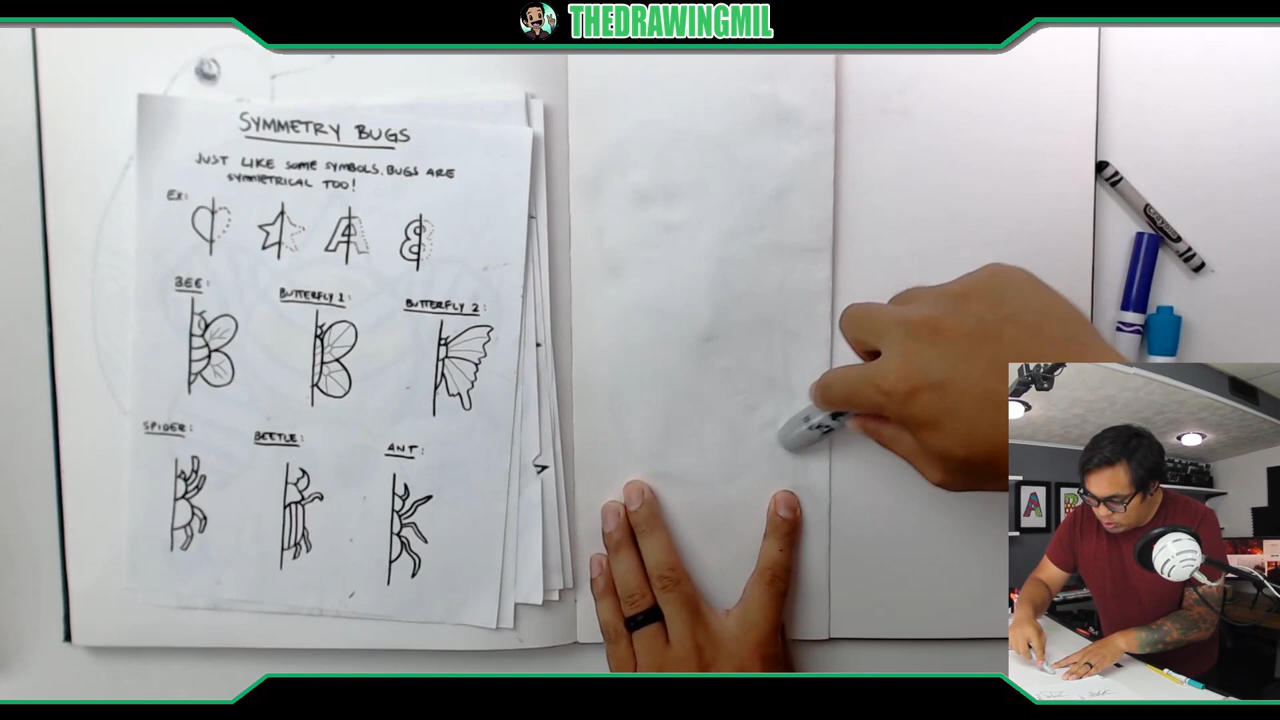 THEDRAWINGMIL
SYMMETRY BUGS
JUST LIKE SOME SYMBOLS, BUGS ARE
SYMMETRICAL TOO!
EX:
BEE:
BUTTERFLY 1:
BUTTERFLY 2:
SPIDER:
BEETLE:
ANT:
Crayola
A